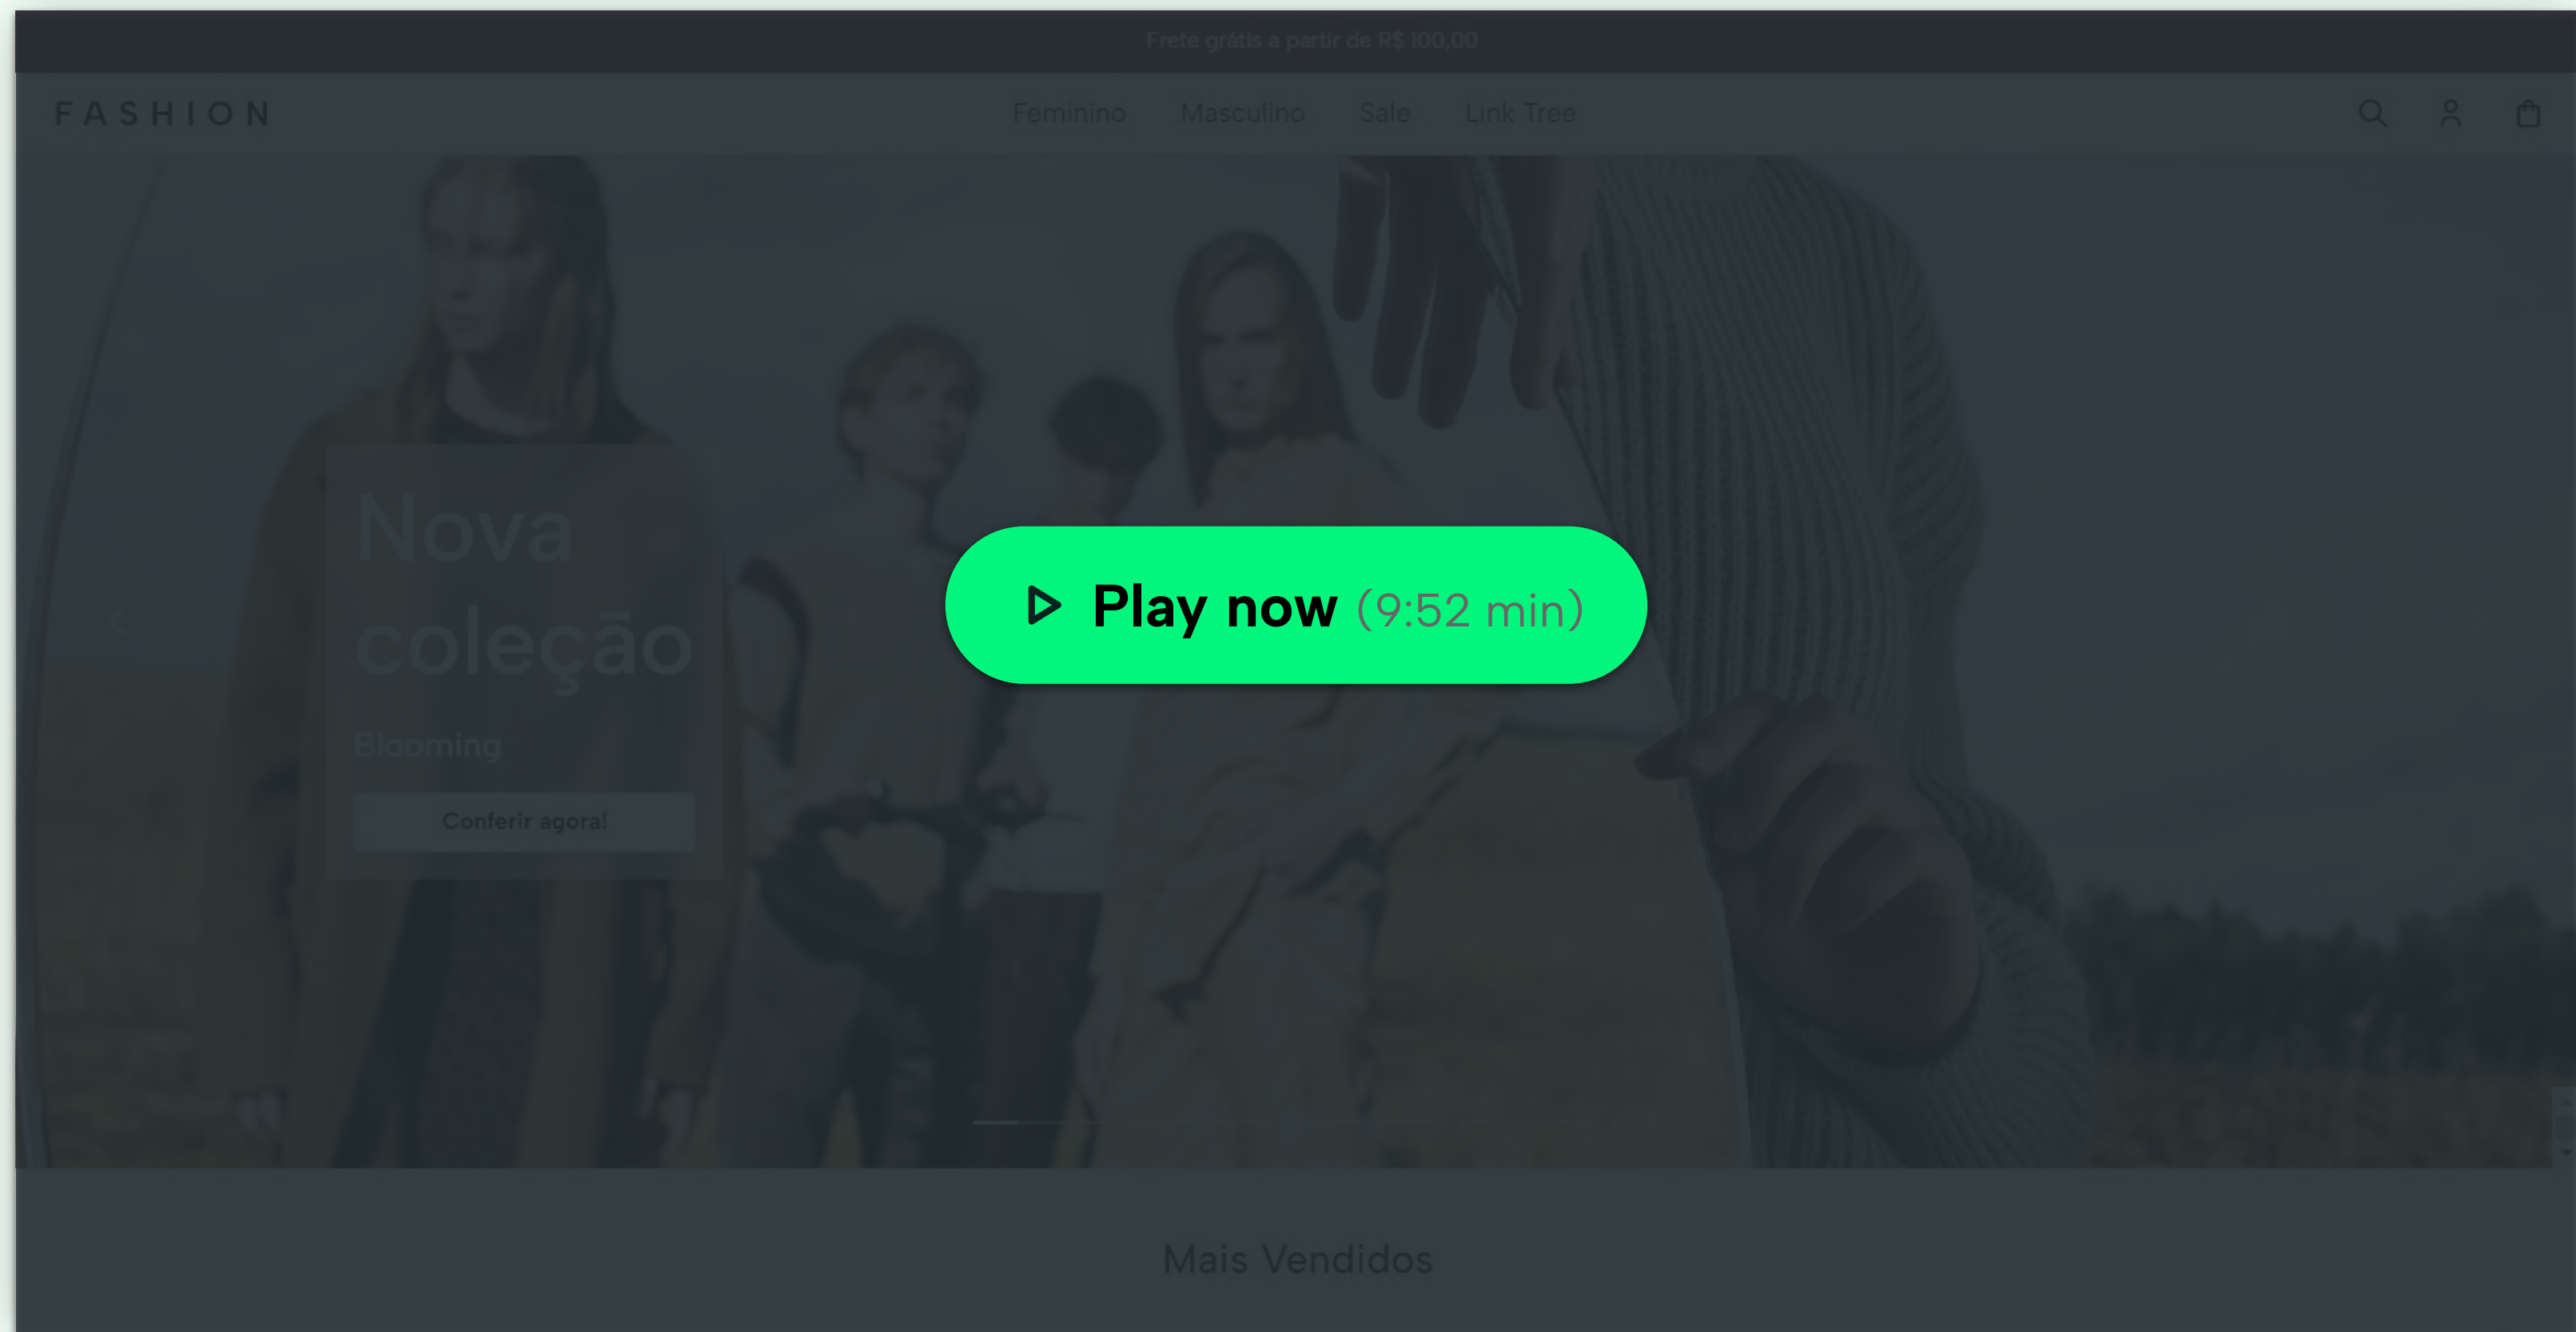 Frete grátis a partir de R$ 100,00
FASHION
Feminino Masculino Sale Link Tree
Nova
coleção
Blooming
Conferir agora!
Play now (9:52 min)
Mais Vendidos